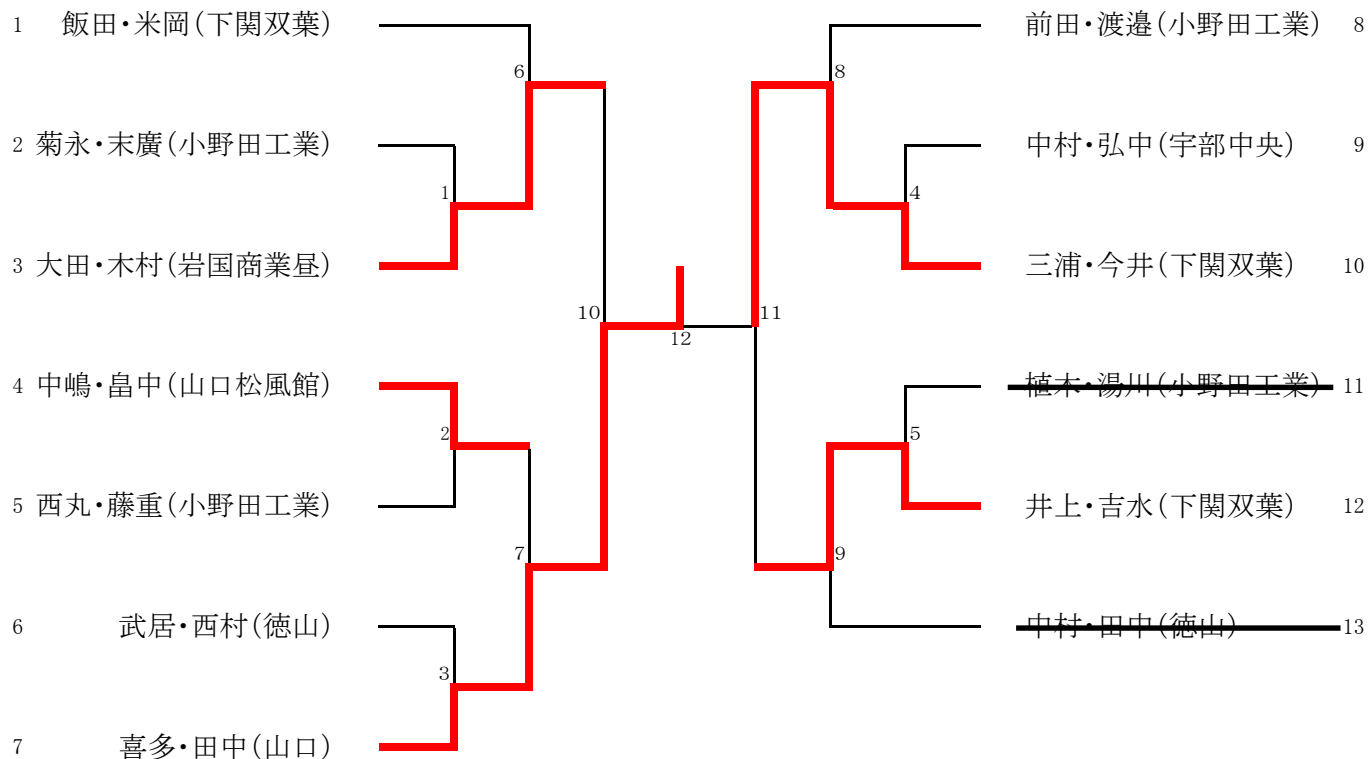 1 飯田・米岡(下関双葉)
2 菊永・末廣(小野田工業)
3 大田・木村(岩国商業昼)
4 中嶋・畠中(山口松風館)
5 西丸・藤重(小野田工業)
6 武居・西村(徳山)
7 喜多・田中(山口)
6
1
2
7
3
10
12
11
8
4
5
9
前田・渡邉(小野田工業) 8
中村・弘中(宇部中央) 9
三浦・今井(下関双葉) 10
植木・湯川(小野田工業) 11
井上・吉水(下関双葉) 12
中村・田中(徳山) 13